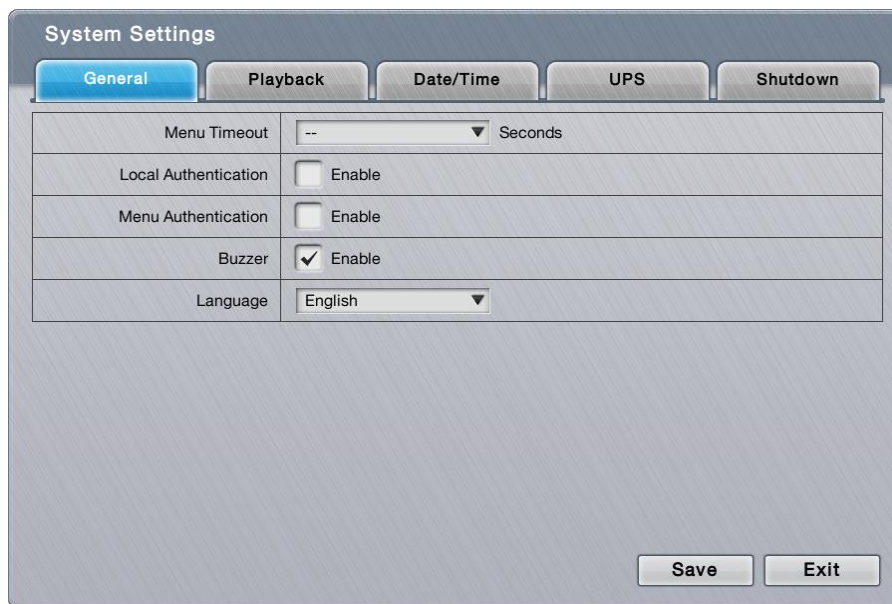 System Settings
General Playback Date/Time UPS Shutdown
Menu Timeout -- Seconds
Local Authentication Enable
Menu Authentication Enable
Buzzer Enable
Language English
Save Exit